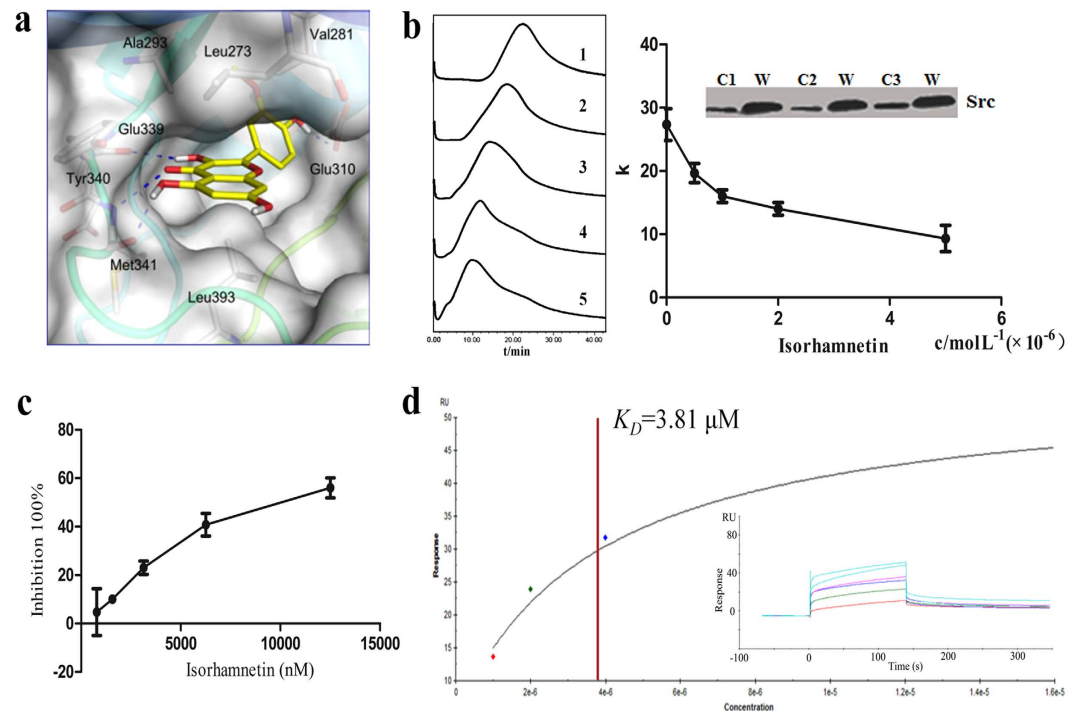 a
Ala293
Leu273
Val281
Glu339
Glu310
Tyr340
Met341
Leu393
b
1
2
3
4
5
0.00 10.00 20.00 30.00 40.00
t/min
k
40
30
20
10
0
C1 W C2 W C3 W
Src
0 2 4 6
Isorhamnetin
c/molL⁻¹(×10⁻⁶)
c
Inhibition 100%
80
60
40
20
0
-20
5000 10000 15000
Isorhamnetin (nM)
d
RU
Response
50
45
40
35
30
25
20
15
10
K_D=3.81 μM
0 2e-6 4e-6 6e-6 8e-6 1e-5 1.2e-5 1.4e-5 1.6e-5
Concentration
RU
Response
80
40
0
-100 0 100 200 300
Time (s)